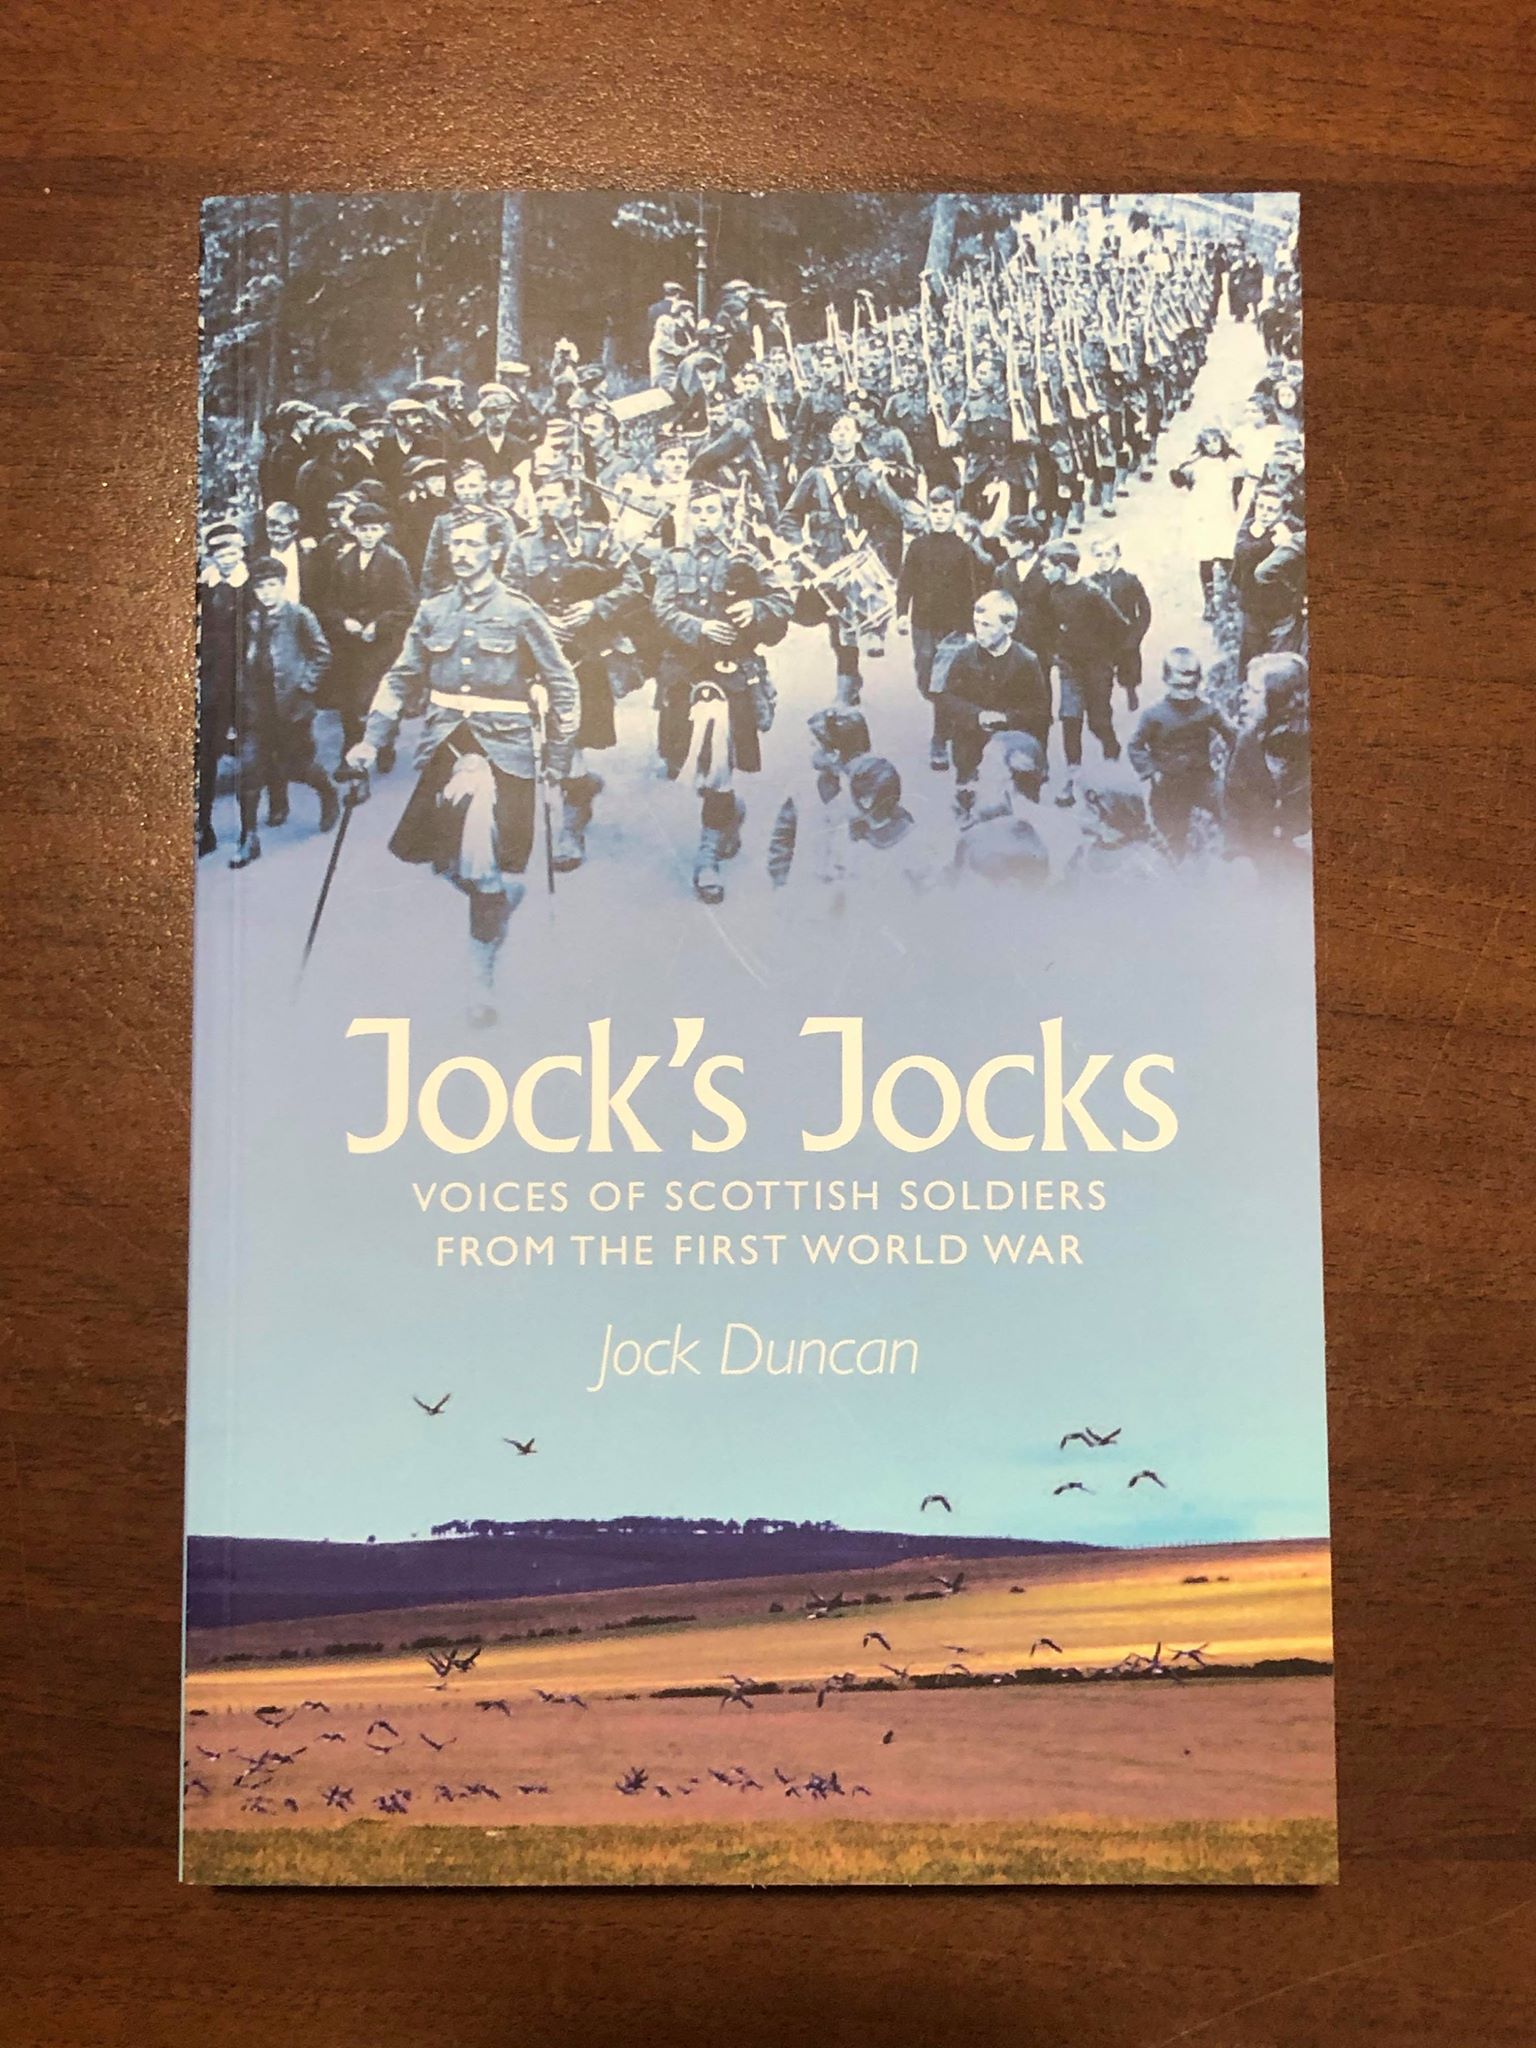 Jock's Jocks
VOICES OF SCOTTISH SOLDIERS
FROM THE FIRST WORLD WAR
Jock Duncan